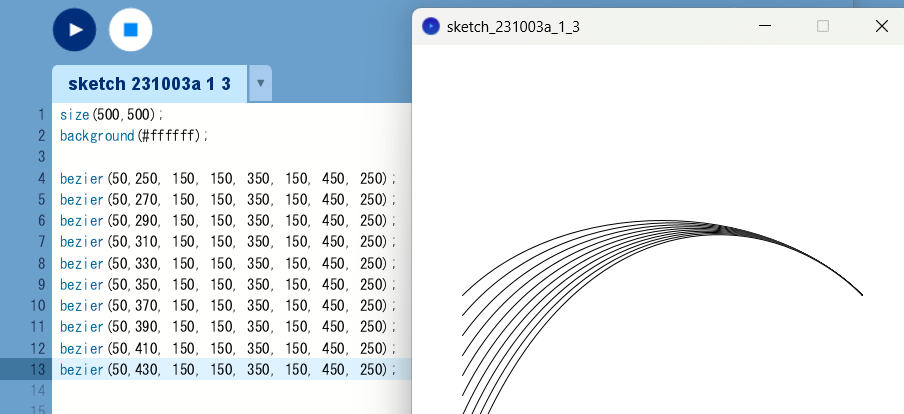 sketch_231003a_1_3
sketch 231003a 1 3
1 size(500,500);
2 background(#ffffff);
3
4 bezier(50,250, 150, 150, 350, 150, 450, 250);
5 bezier(50,270, 150, 150, 350, 150, 450, 250);
6 bezier(50,290, 150, 150, 350, 150, 450, 250);
7 bezier(50,310, 150, 150, 350, 150, 450, 250);
8 bezier(50,330, 150, 150, 350, 150, 450, 250);
9 bezier(50,350, 150, 150, 350, 150, 450, 250);
10 bezier(50,370, 150, 150, 350, 150, 450, 250);
11 bezier(50,390, 150, 150, 350, 150, 450, 250);
12 bezier(50,410, 150, 150, 350, 150, 450, 250);
13 bezier(50,430, 150, 150, 350, 150, 450, 250);
14
15